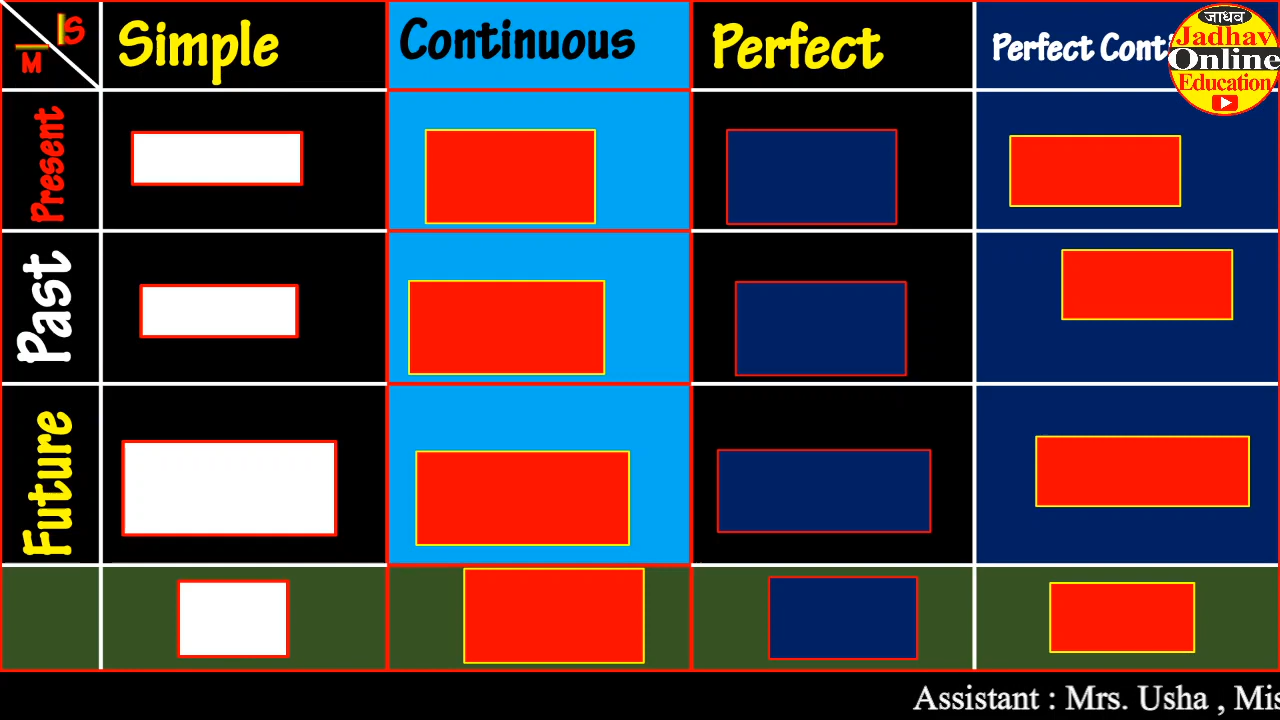 S
M
Simple
Continuous
Perfect
Perfect Cont
जाधव
Jadhav
Online
Education
Present
Past
Future
Assistant : Mrs. Usha , Mis